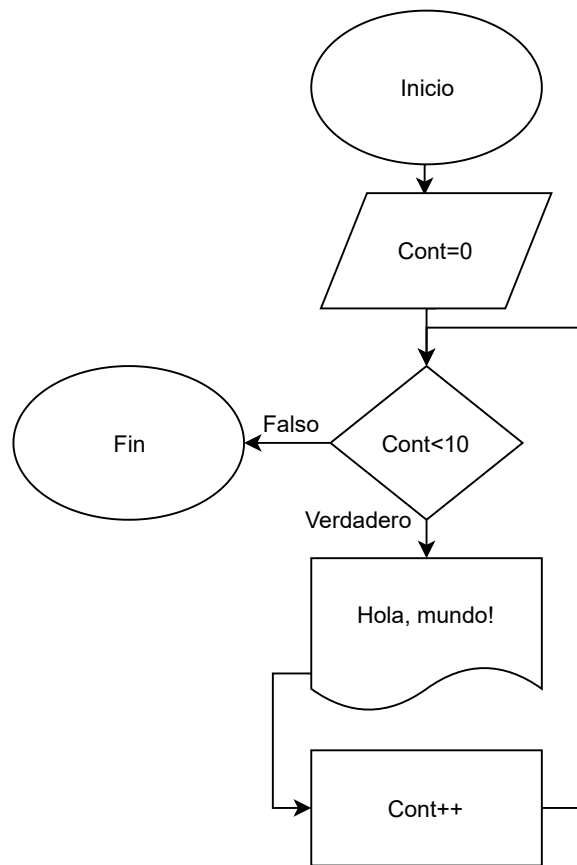 Inicio
Cont=0
Cont<10
Falso
Fin
Verdadero
Hola, mundo!
Cont++